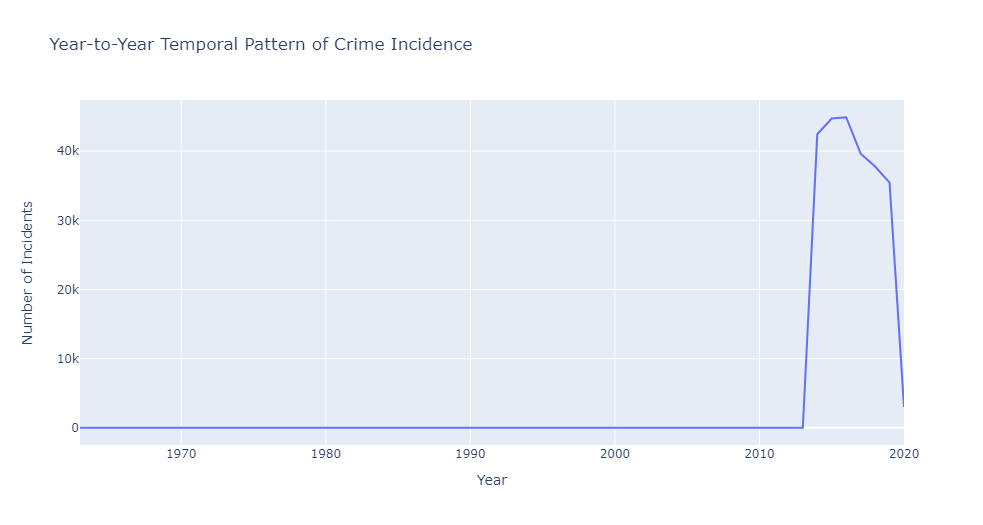 Year-to-Year Temporal Pattern of Crime Incidence
Number of Incidents
40k
30k
20k
10k
0
1970 1980 1990 2000 2010 2020
Year